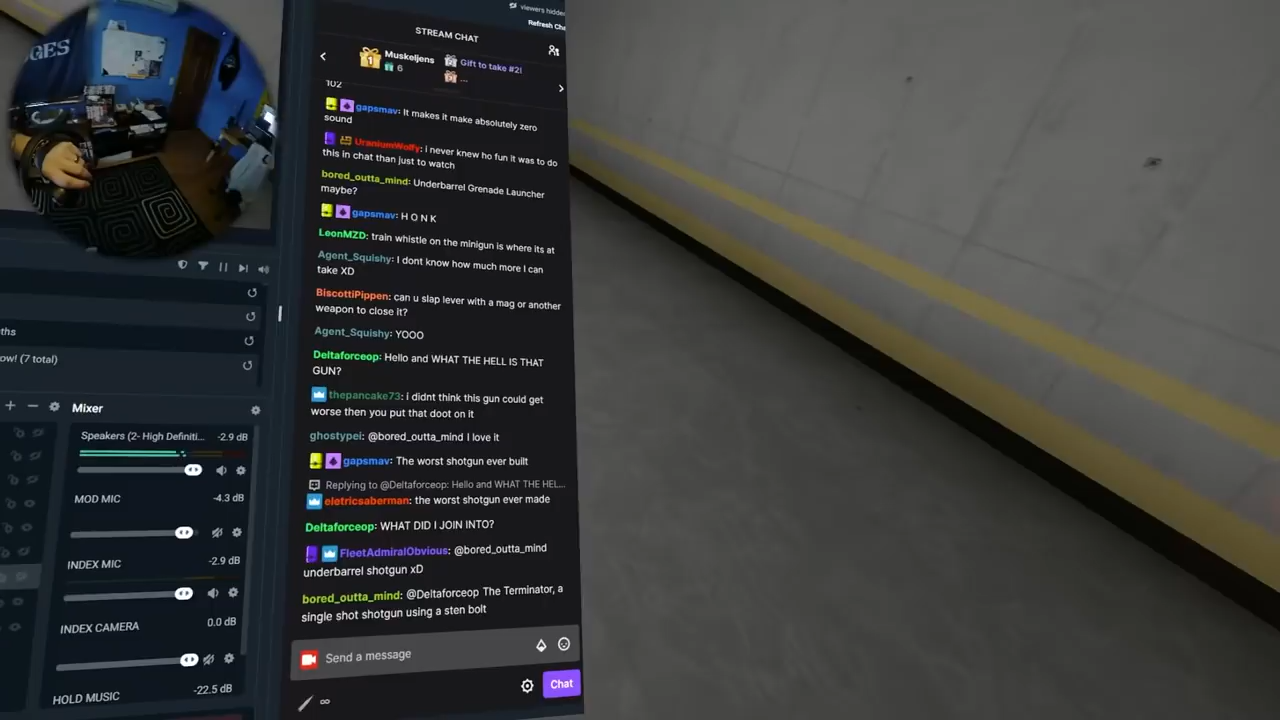 GES
viewers hidden
Refresh Cha
STREAM CHAT
Muskeljens
6
Gift to take #2!
...
102
gapsmav: It makes it make absolutely zero
sound
UraniumWolfy: i never knew ho fun it was to do
this in chat than just to watch
bored_outta_mind: Underbarrel Grenade Launcher
maybe?
gapsmav: H O N K
LeonMZD: train whistle on the minigun is where its at
Agent_Squishy: I dont know how much more I can
take XD
BiscottiPippen: can u slap lever with a mag or another
weapon to close it?
Agent_Squishy: YOOO
Deltaforceop: Hello and WHAT THE HELL IS THAT
GUN?
thepancake73: i didnt think this gun could get
worse then you put that doot on it
ghostypei: @bored_outta_mind I love it
gapsmav: The worst shotgun ever built
Replying to @Deltaforceop: Hello and WHAT THE HEL...
eletricsaberman: the worst shotgun ever made
Deltaforceop: WHAT DID I JOIN INTO?
FleetAdmiralObvious: @bored_outta_mind
underbarrel shotgun xD
bored_outta_mind: @Deltaforceop The Terminator, a
single shot shotgun using a sten bolt
Send a message
Chat
ths
ow! (7 total)
Mixer
Speakers (2- High Definiti... -2.9 dB
MOD MIC -4.3 dB
INDEX MIC -2.9 dB
INDEX CAMERA 0.0 dB
HOLD MUSIC -22.5 dB